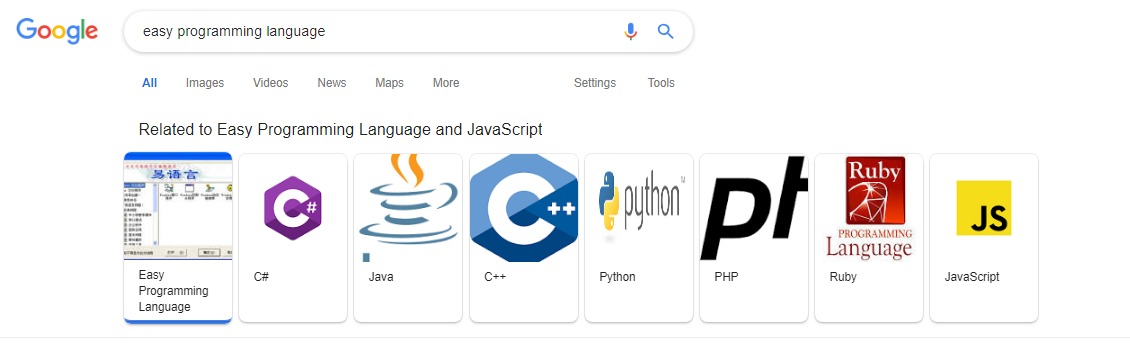 Google
easy programming language
All Images Videos News Maps More Settings Tools
Related to Easy Programming Language and JavaScript
易语言
C#
C++
python
TM
ph
Ruby
PROGRAMMING
Language
JS
Easy
Programming
Language
C#
Java
C++
Python
PHP
Ruby
JavaScript